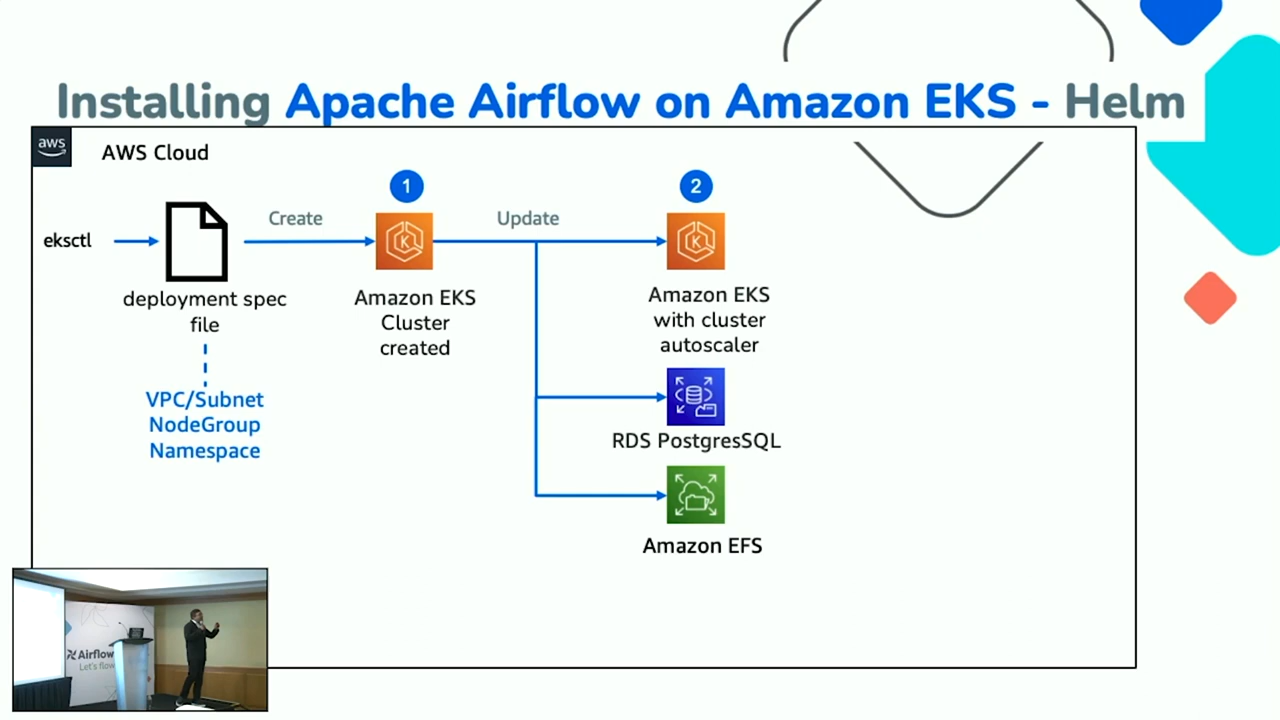 Installing Apache Airflow on Amazon EKS - Helm
aws
AWS Cloud
1
2
eksctl
Create
Update
deployment spec
file
Amazon EKS
Cluster
created
Amazon EKS
with cluster
autoscaler
VPC/Subnet
NodeGroup
Namespace
RDS PostgresSQL
Amazon EFS
Airflow
Let's flow